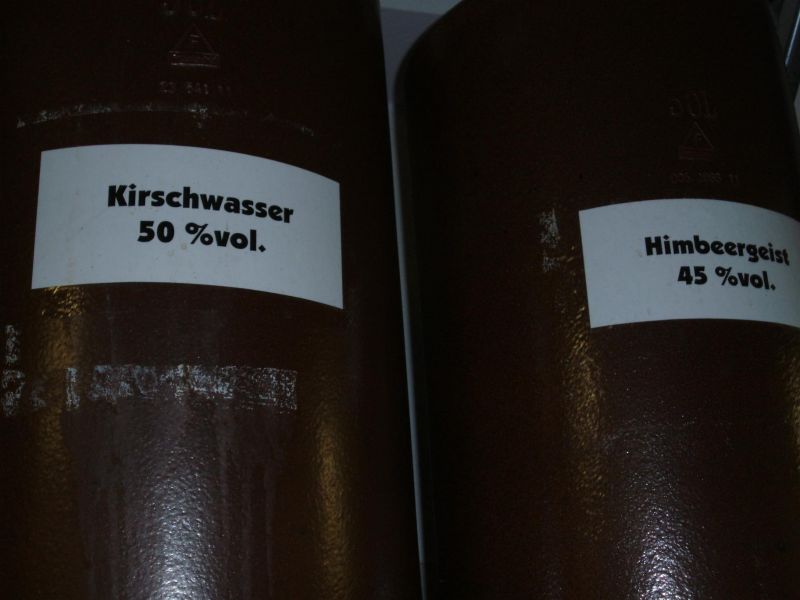 Kirschwasser
50 %vol.
Himbeergeist
45 %vol.